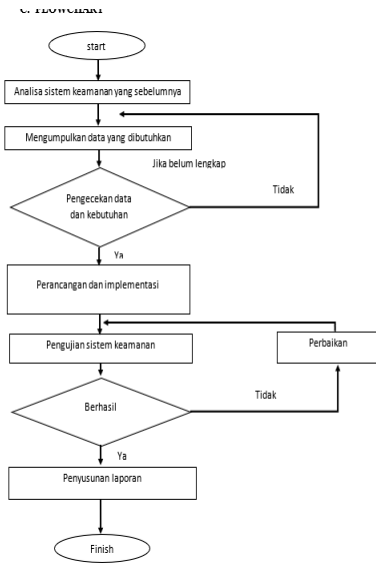 C. FLOWCHART
start
Analisa sistem keamanan yang sebelumnya
Mengumpulkan data yang dibutuhkan
Jika belum lengkap
Pengecekan data
dan kebutuhan
Tidak
Ya
Perancangan dan implementasi
Pengujian sistem keamanan
Perbaikan
Berhasil
Tidak
Ya
Penyusunan laporan
Finish